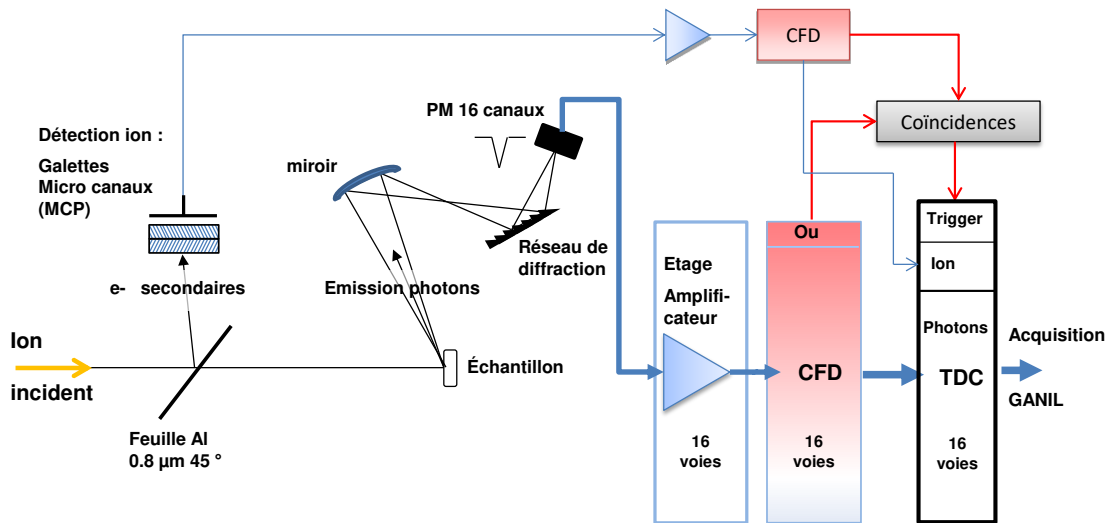 CFD
Coïncidences
PM 16 canaux
Détection ion :
Galettes
Micro canaux
(MCP)
miroir
Réseau de
diffraction
e- secondaires
Emission photons
Ion
incident
Échantillon
Feuille Al
0.8 µm 45 °
Etage
Amplifi-
cateur
16
voies
Ou
CFD
16
voies
Trigger
Ion
Photons
TDC
16
voies
Acquisition
GANIL